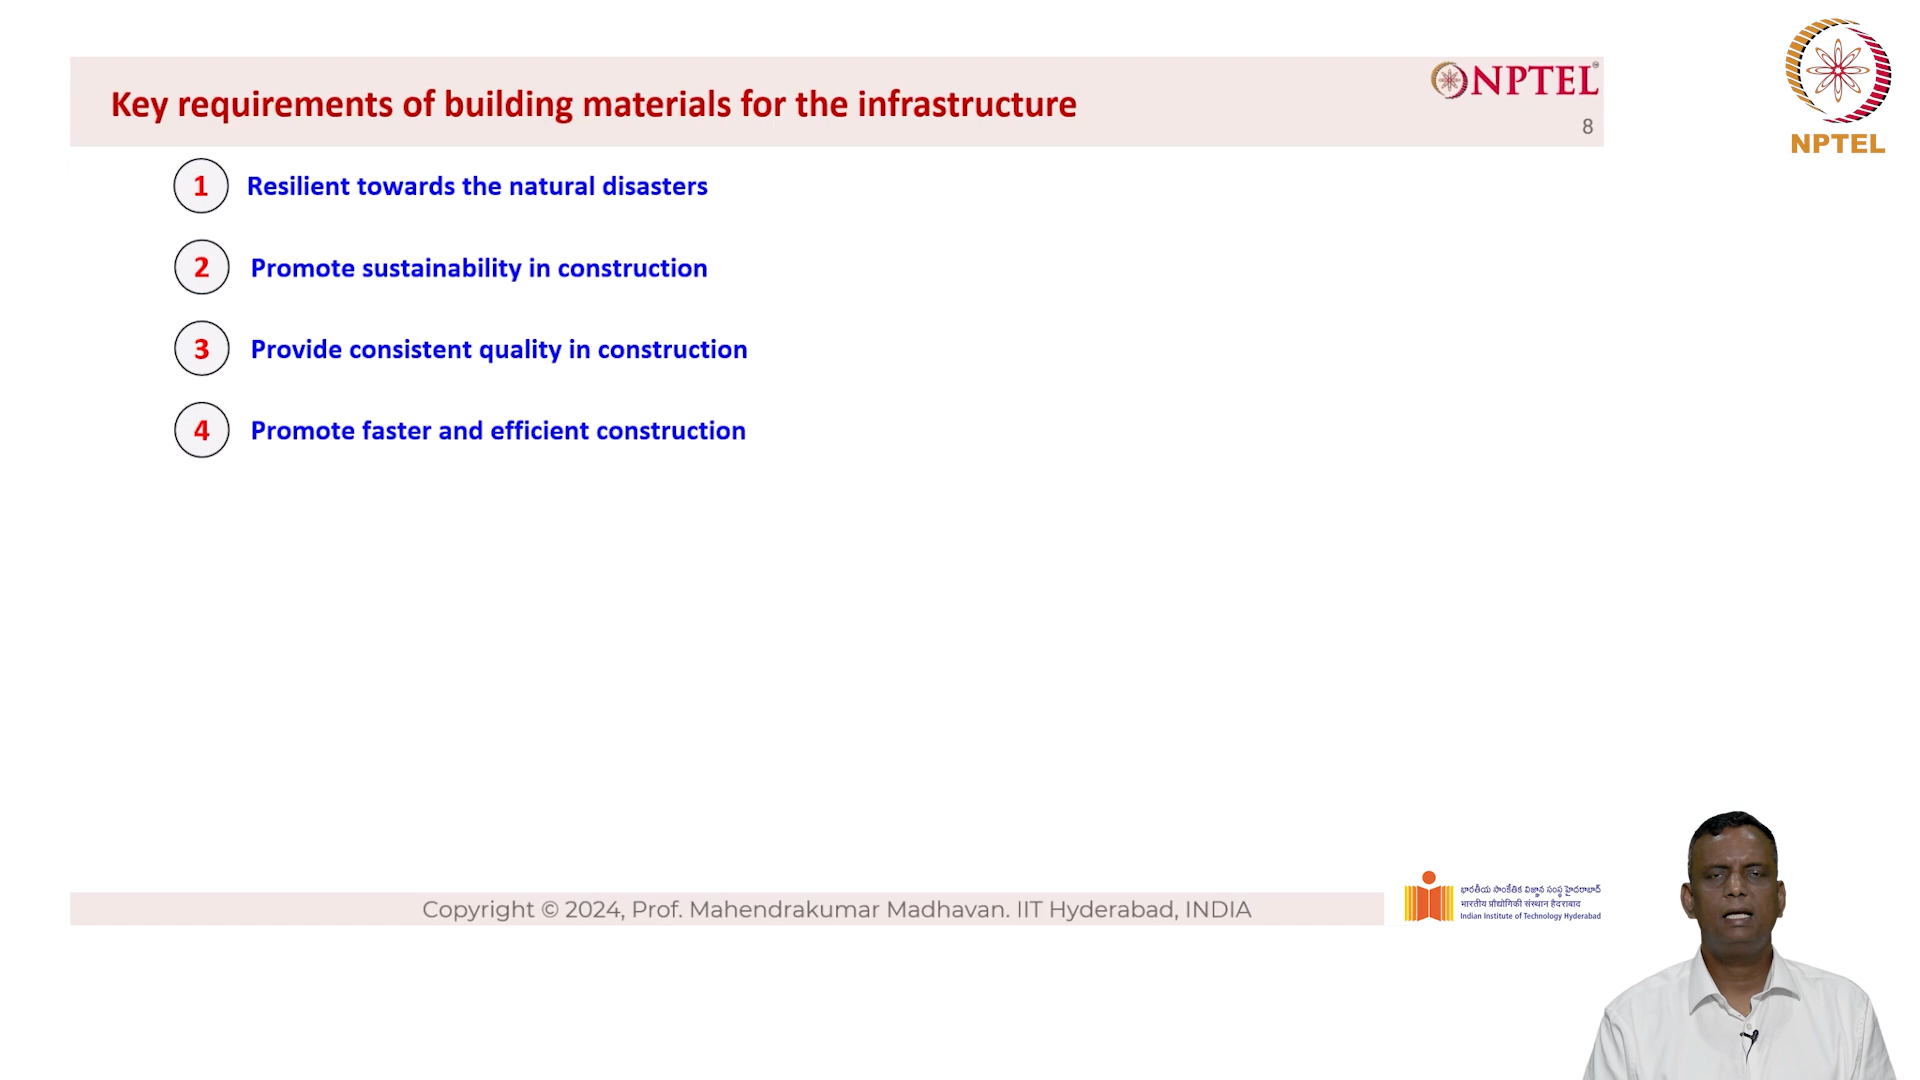 Key requirements of building materials for the infrastructure
NPTEL
8
NPTEL
1 Resilient towards the natural disasters
2 Promote sustainability in construction
3 Provide consistent quality in construction
4 Promote faster and efficient construction
Copyright © 2024, Prof. Mahendrakumar Madhavan. IIT Hyderabad, INDIA
భారతీయ సాంకేతిక విజ్ఞాన సంస్థ హైదరాబాద్
भारतीय प्रौद्योगिकी संस्थान हैदराबाद
Indian Institute of Technology Hyderabad